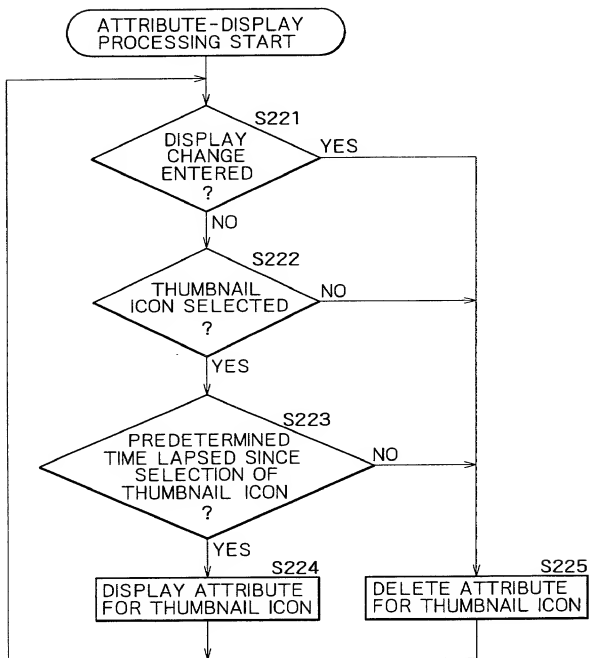 ATTRIBUTE-DISPLAY
PROCESSING START
S221
DISPLAY
CHANGE
ENTERED
?
YES
NO
S222
THUMBNAIL
ICON SELECTED
?
NO
YES
S223
PREDETERMINED
TIME LAPSED SINCE
SELECTION OF
THUMBNAIL ICON
?
NO
YES
S224
DISPLAY ATTRIBUTE
FOR THUMBNAIL ICON
S225
DELETE ATTRIBUTE
FOR THUMBNAIL ICON